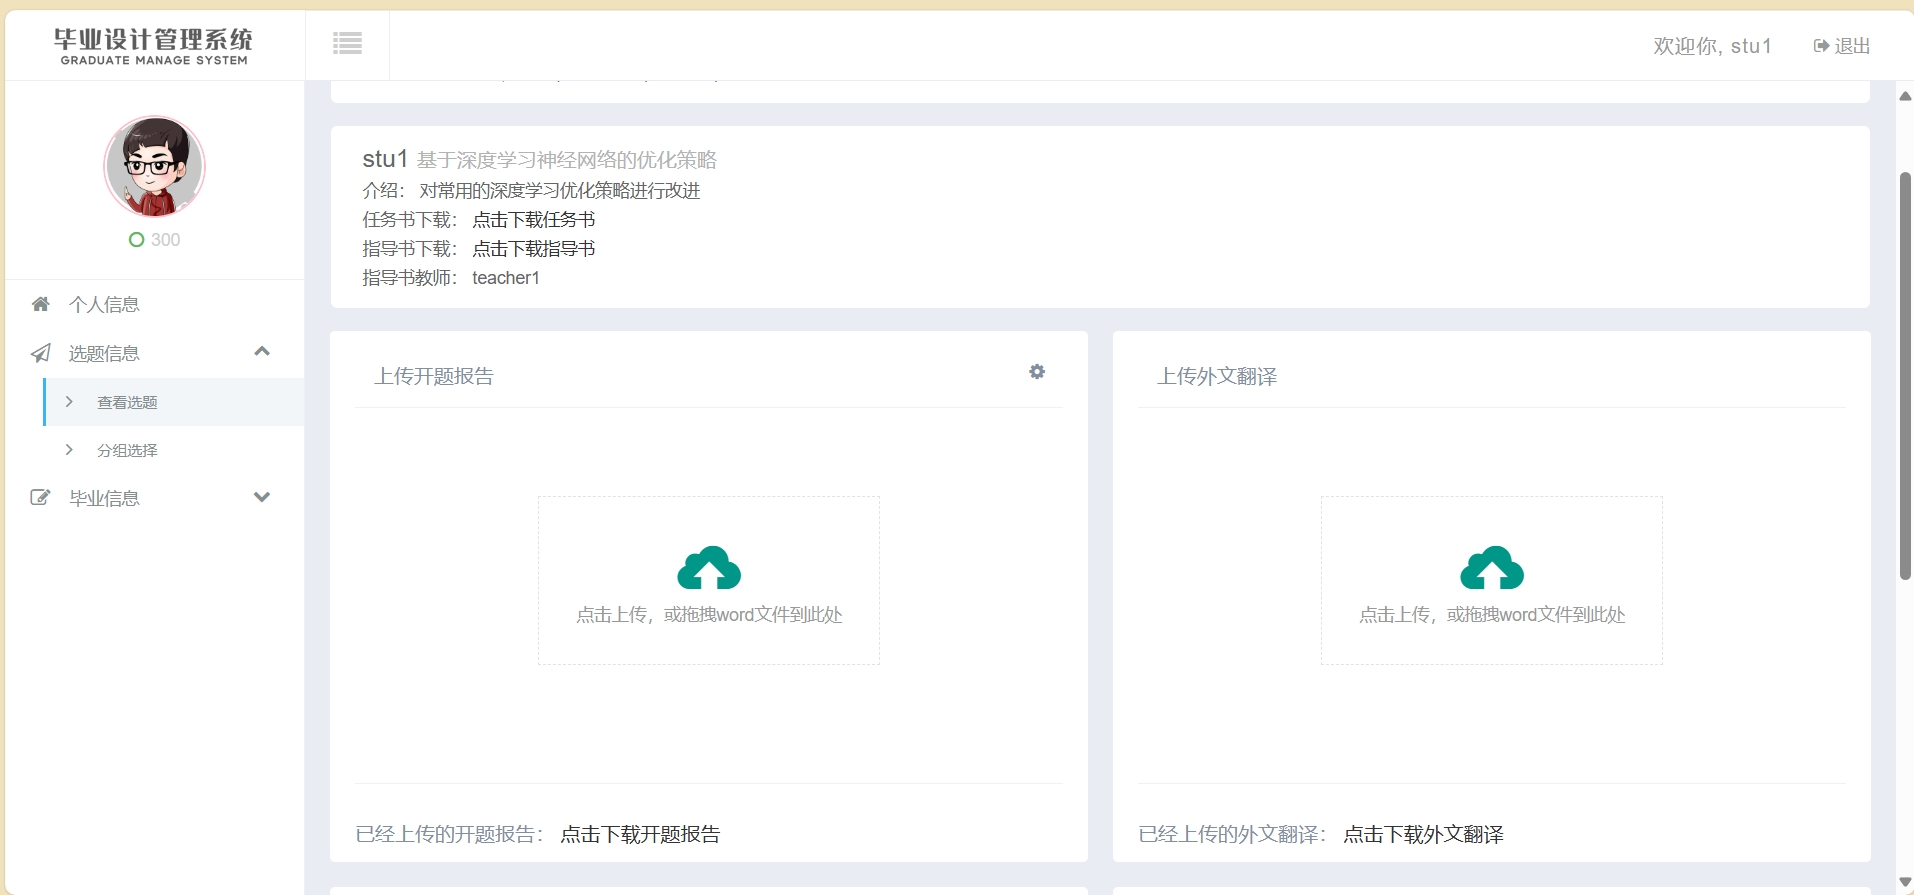 毕业设计管理系统
GRADUATE MANAGE SYSTEM
欢迎你, stu1
退出
300
个人信息
选题信息
查看选题
分组选择
毕业信息
stu1 基于深度学习神经网络的优化策略
介绍： 对常用的深度学习优化策略进行改进
任务书下载： 点击下载任务书
指导书下载： 点击下载指导书
指导书教师： teacher1
上传开题报告
点击上传，或拖拽word文件到此处
已经上传的开题报告： 点击下载开题报告
上传外文翻译
点击上传，或拖拽word文件到此处
已经上传的外文翻译： 点击下载外文翻译